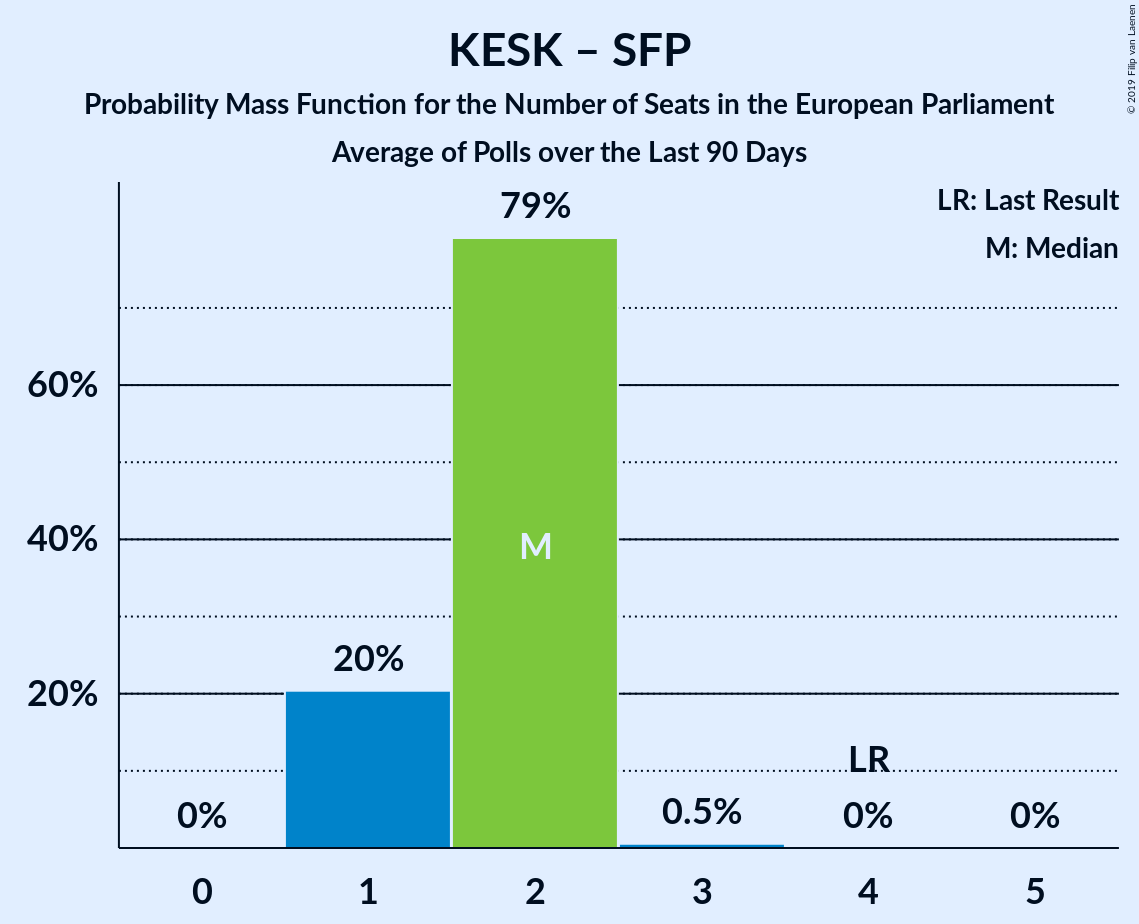 KESK – SFP
Probability Mass Function for the Number of Seats in the European Parliament
Average of Polls over the Last 90 Days
© 2019 Filip van Laenen
LR: Last Result
M: Median
79%
60%
40%
20%
M
20%
LR
0%
0.5%
0%
0%
0 1 2 3 4 5